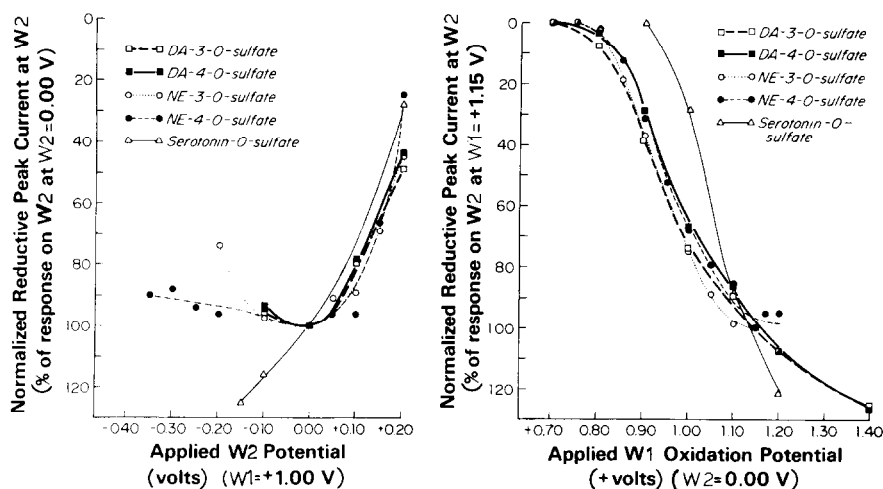 Normalized Reductive Peak Current at W2
(% of response on W2 at W2=0.00 V)
0
20
40
60
80
100
120
DA-3-O-sulfate
DA-4-O-sulfate
NE-3-O-sulfate
NE-4-O-sulfate
Serotonin-O-sulfate
-0.40 -0.30 -0.20 -0.10 0.00 +0.10 +0.20
Applied W2 Potential
(volts) (W1=+1.00 V)
Normalized Reductive Peak Current at W2
(% of response on W2 at W1=+1.15 V)
0
20
40
60
80
100
120
DA-3-O-sulfate
DA-4-O-sulfate
NE-3-O-sulfate
NE-4-O-sulfate
Serotonin-O-
sulfate
+0.70 0.80 0.90 1.00 1.10 1.20 1.30 1.40
Applied W1 Oxidation Potential
(+volts) (W2=0.00 V)